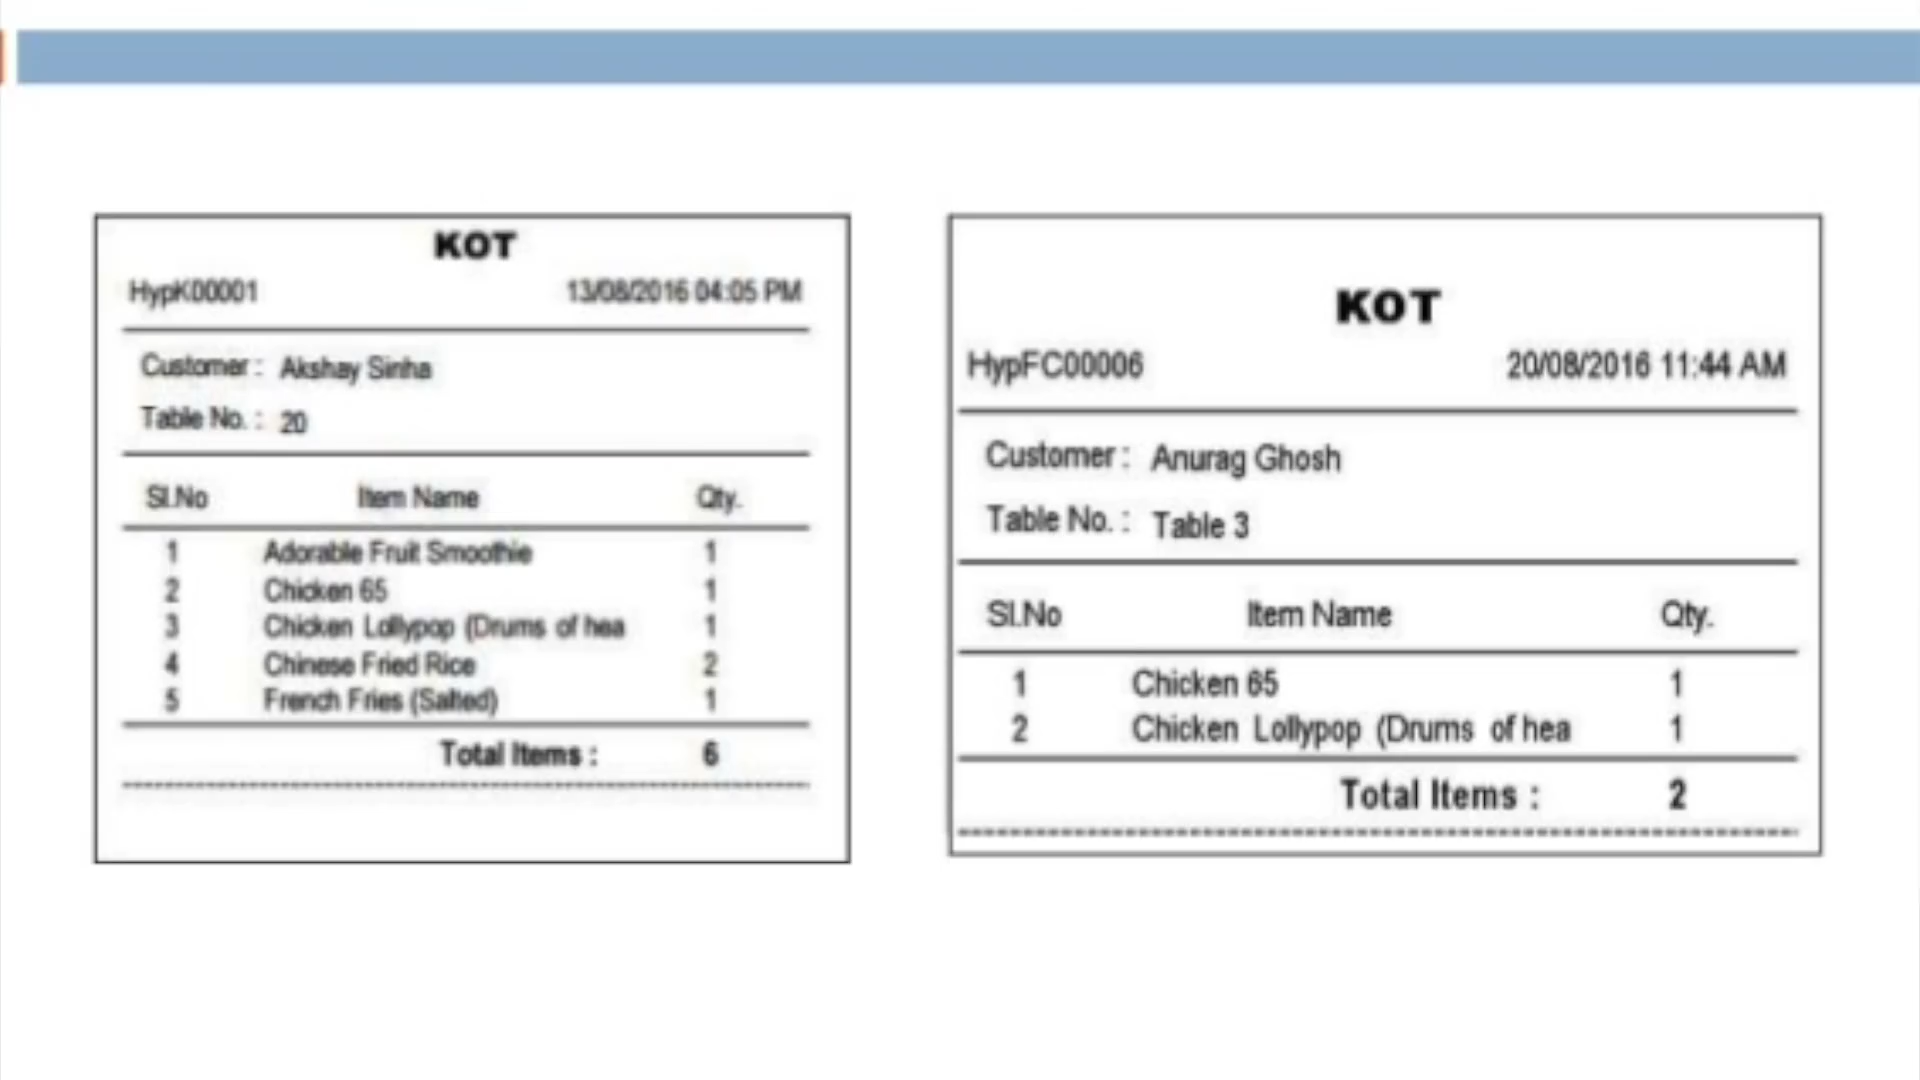 KOT
HypK00001 13/08/2016 04:05 PM
Customer : Akshay Sinha
Table No. : 20
Sl.No Item Name Qty.
1 Adorable Fruit Smoothie 1
2 Chicken 65 1
3 Chicken Lollypop (Drums of hea 1
4 Chinese Fried Rice 2
5 French Fries (Salted) 1
Total Items : 6
KOT
HypFC00006 20/08/2016 11:44 AM
Customer : Anurag Ghosh
Table No. : Table 3
Sl.No Item Name Qty.
1 Chicken 65 1
2 Chicken Lollypop (Drums of hea 1
Total Items : 2